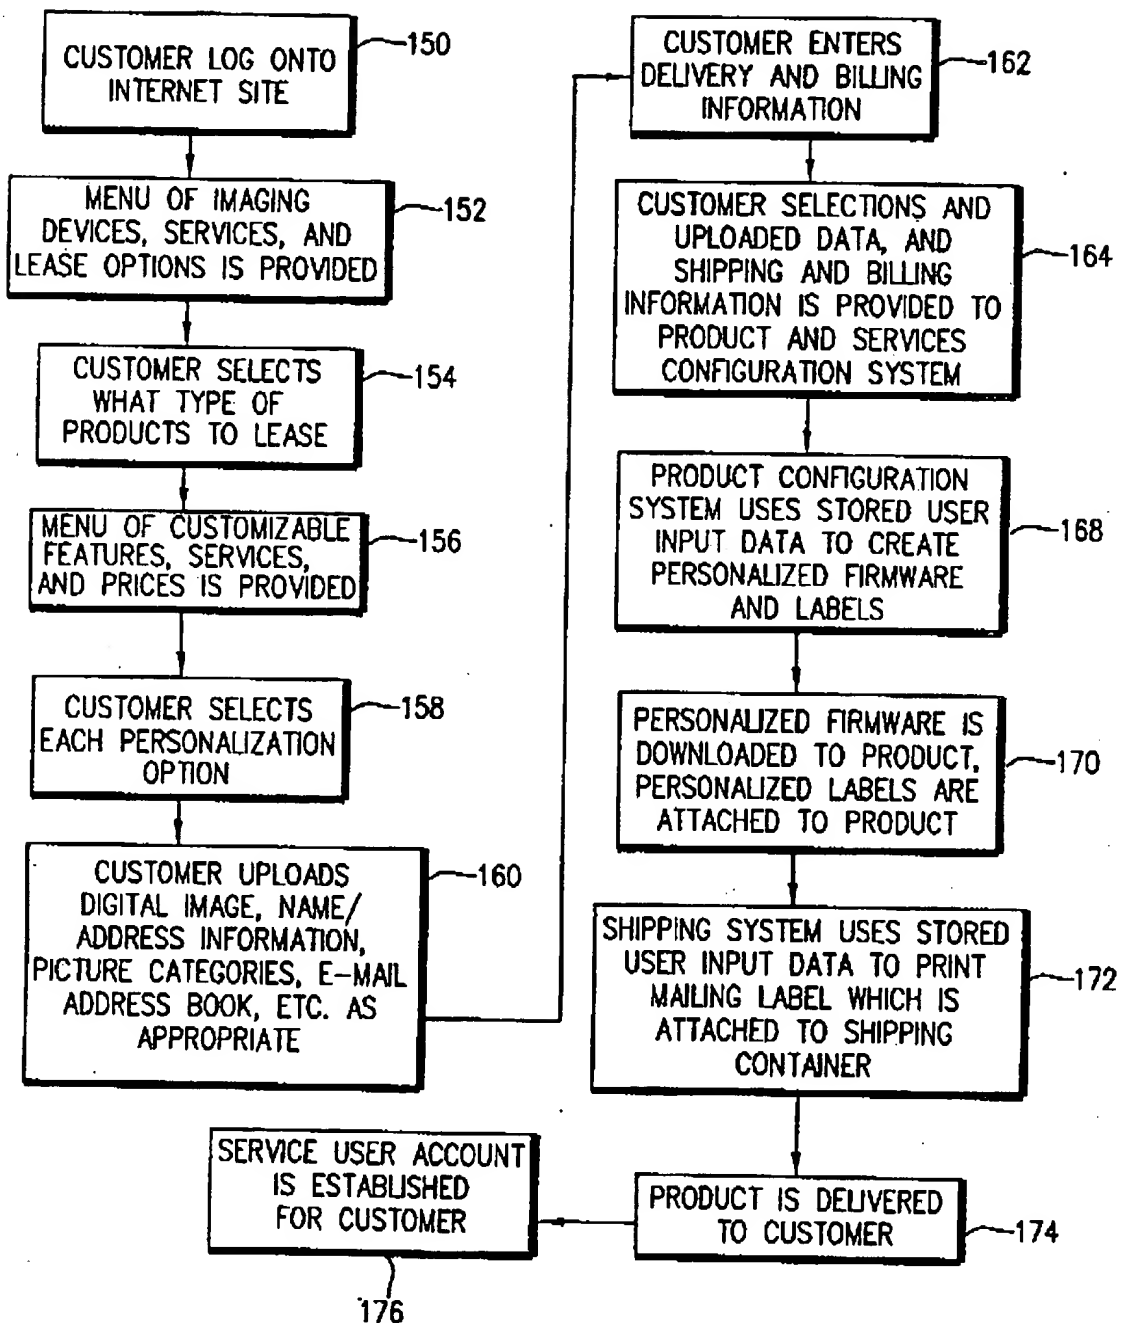 CUSTOMER LOG ONTO
INTERNET SITE
150
MENU OF IMAGING
DEVICES, SERVICES, AND
LEASE OPTIONS IS PROVIDED
152
CUSTOMER SELECTS
WHAT TYPE OF
PRODUCTS TO LEASE
154
MENU OF CUSTOMIZABLE
FEATURES, SERVICES,
AND PRICES IS PROVIDED
156
CUSTOMER SELECTS
EACH PERSONALIZATION
OPTION
158
CUSTOMER UPLOADS
DIGITAL IMAGE, NAME/
ADDRESS INFORMATION,
PICTURE CATEGORIES, E-MAIL
ADDRESS BOOK, ETC. AS
APPROPRIATE
160
CUSTOMER ENTERS
DELIVERY AND BILLING
INFORMATION
162
CUSTOMER SELECTIONS AND
UPLOADED DATA, AND
SHIPPING AND BILLING
INFORMATION IS PROVIDED TO
PRODUCT AND SERVICES
CONFIGURATION SYSTEM
164
PRODUCT CONFIGURATION
SYSTEM USES STORED USER
INPUT DATA TO CREATE
PERSONALIZED FIRMWARE
AND LABELS
168
PERSONALIZED FIRMWARE IS
DOWNLOADED TO PRODUCT,
PERSONALIZED LABELS ARE
ATTACHED TO PRODUCT
170
SHIPPING SYSTEM USES STORED
USER INPUT DATA TO PRINT
MAILING LABEL WHICH IS
ATTACHED TO SHIPPING
CONTAINER
172
PRODUCT IS DELIVERED
TO CUSTOMER
174
SERVICE USER ACCOUNT
IS ESTABLISHED
FOR CUSTOMER
176